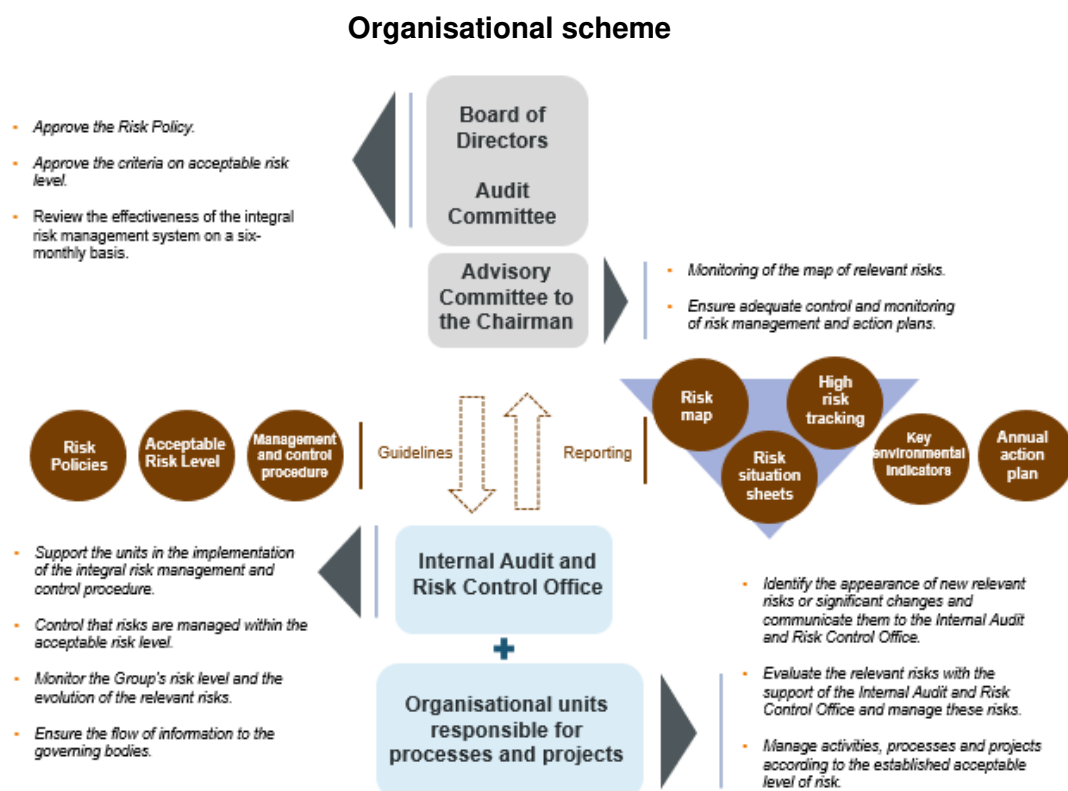 Organisational scheme
Board of
Directors
Audit
Committee
▪ Approve the Risk Policy.
▪ Approve the criteria on acceptable risk
level.
▪ Review the effectiveness of the integral
risk management system on a six-
monthly basis.
Advisory
Committee to
the Chairman
▪ Monitoring of the map of relevant risks.
▪ Ensure adequate control and monitoring
of risk management and action plans.
Risk
Policies
Acceptable
Risk Level
Management
and control
procedure
Guidelines
Reporting
Risk
map
High
risk
tracking
Risk
situation
sheets
Key
environmental
indicators
Annual
action
plan
Internal Audit and
Risk Control Office
▪ Support the units in the implementation
of the integral risk management and
control procedure.
▪ Control that risks are managed within the
acceptable risk level.
▪ Monitor the Group's risk level and the
evolution of the relevant risks.
▪ Ensure the flow of information to the
governing bodies.
+
Organisational units
responsible for
processes and projects
▪ Identify the appearance of new relevant
risks or significant changes and
communicate them to the Internal Audit
and Risk Control Office.
▪ Evaluate the relevant risks with the
support of the Internal Audit and Risk
Control Office and manage these risks.
▪ Manage activities, processes and projects
according to the established acceptable
level of risk.